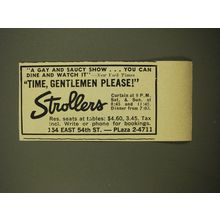 "A GAY AND SAUCY SHOW . . . YOU CAN
DINE AND WATCH IT"—New York Times
"TIME, GENTLEMEN PLEASE!"
Strollers
Curtain at 9 P.M.
Sat. & Sun. at
8:45 and 11:45.
Dinner from 7:03.
Res. seats at tables: $4.60, 3.45, Tax
incl. Write or phone for bookings.
154 EAST 54th ST. — PLaza 2-4711